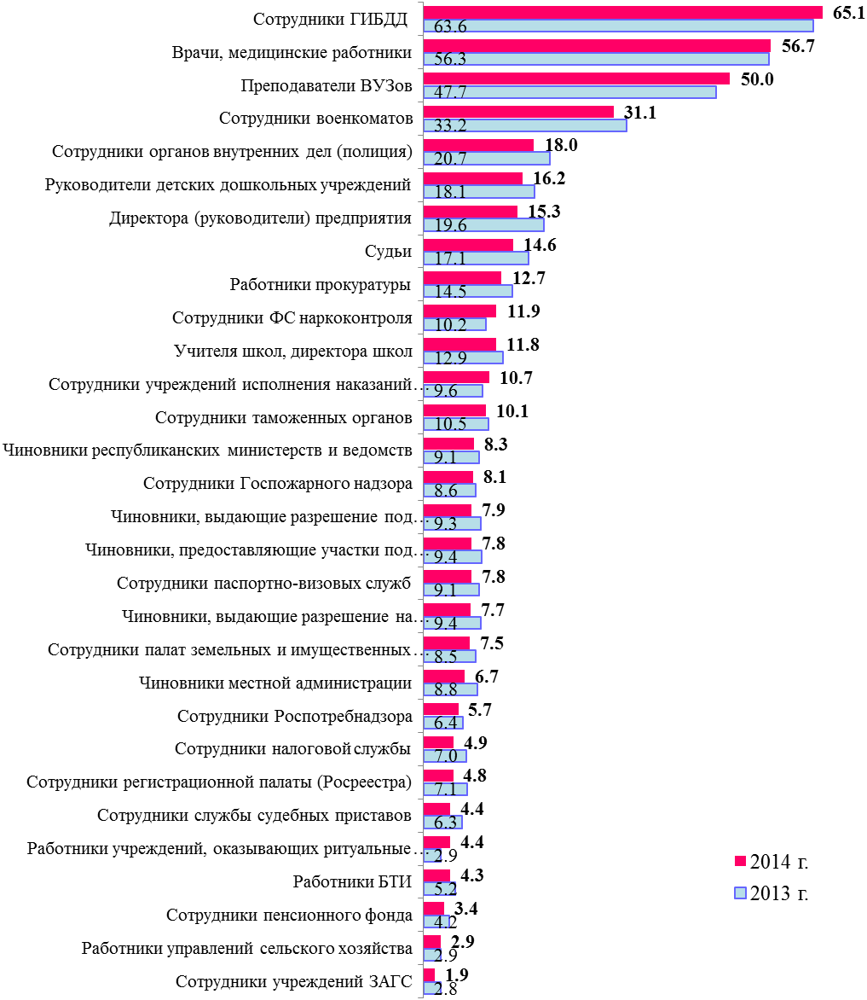 Сотрудники ГИБДД 65.1
63.6
Врачи, медицинские работники 56.7
56.3
Преподаватели ВУЗов 50.0
47.7
Сотрудники военкоматов 31.1
33.2
Сотрудники органов внутренних дел (полиция) 18.0
20.7
Руководители детских дошкольных учреждений 16.2
18.1
Директора (руководители) предприятия 15.3
19.6
Судьи 14.6
17.1
Работники прокуратуры 12.7
14.5
Сотрудники ФС наркоконтроля 11.9
10.2
Учителя школ, директора школ 11.8
12.9
Сотрудники учреждений исполнения наказаний… 10.7
9.6
Сотрудники таможенных органов 10.1
10.5
Чиновники республиканских министерств и ведомств 8.3
9.1
Сотрудники Госпожарного надзора 8.1
8.6
Чиновники, выдающие разрешение под… 7.9
9.3
Чиновники, предоставляющие участки под… 7.8
9.4
Сотрудники паспортно-визовых служб 7.8
9.1
Чиновники, выдающие разрешение на… 7.7
9.4
Сотрудники палат земельных и имущественных… 7.5
8.5
Чиновники местной администрации 6.7
8.8
Сотрудники Роспотребнадзора 5.7
6.4
Сотрудники налоговой службы 4.9
7.0
Сотрудники регистрационной палаты (Росреестра) 4.8
7.1
Сотрудники службы судебных приставов 4.4
6.3
Работники учреждений, оказывающих ритуальные… 4.4
2.9
Работники БТИ 4.3
5.2
Сотрудники пенсионного фонда 3.4
4.2
Работники управлений сельского хозяйства 2.9
2.9
Сотрудники учреждений ЗАГС 1.9
2.8
2014 г.
2013 г.